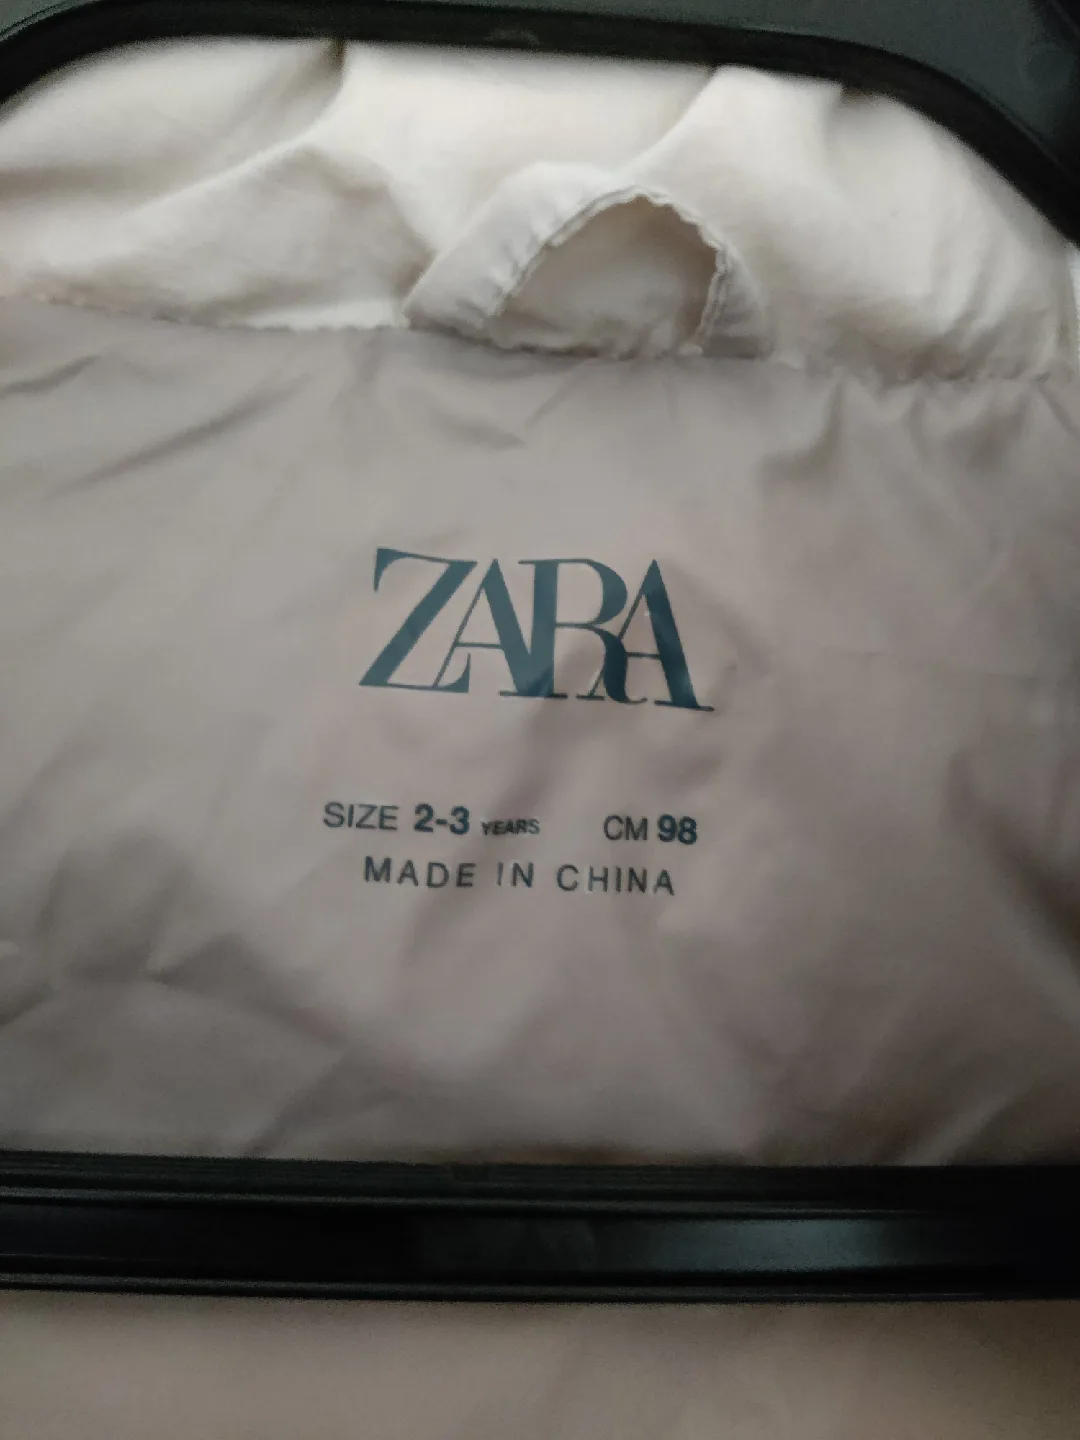 ZARA
SIZE 2-3 YEARS CM 98
MADE IN CHINA